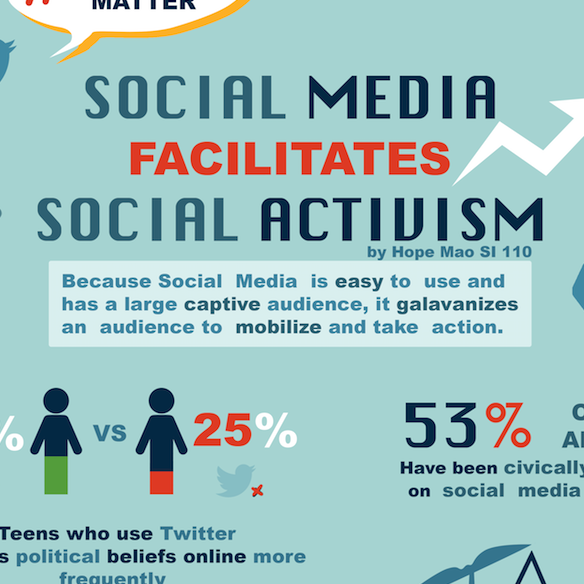 MATTER
SOCIAL MEDIA
FACILITATES
SOCIAL ACTIVISM
by Hope Mao SI 110
Because Social Media is easy to use and
has a large captive audience, it galavanizes
an audience to mobilize and take action.
% vs 25%
53%
Have been civically
on social media
Teens who use Twitter
political beliefs online more
frequently